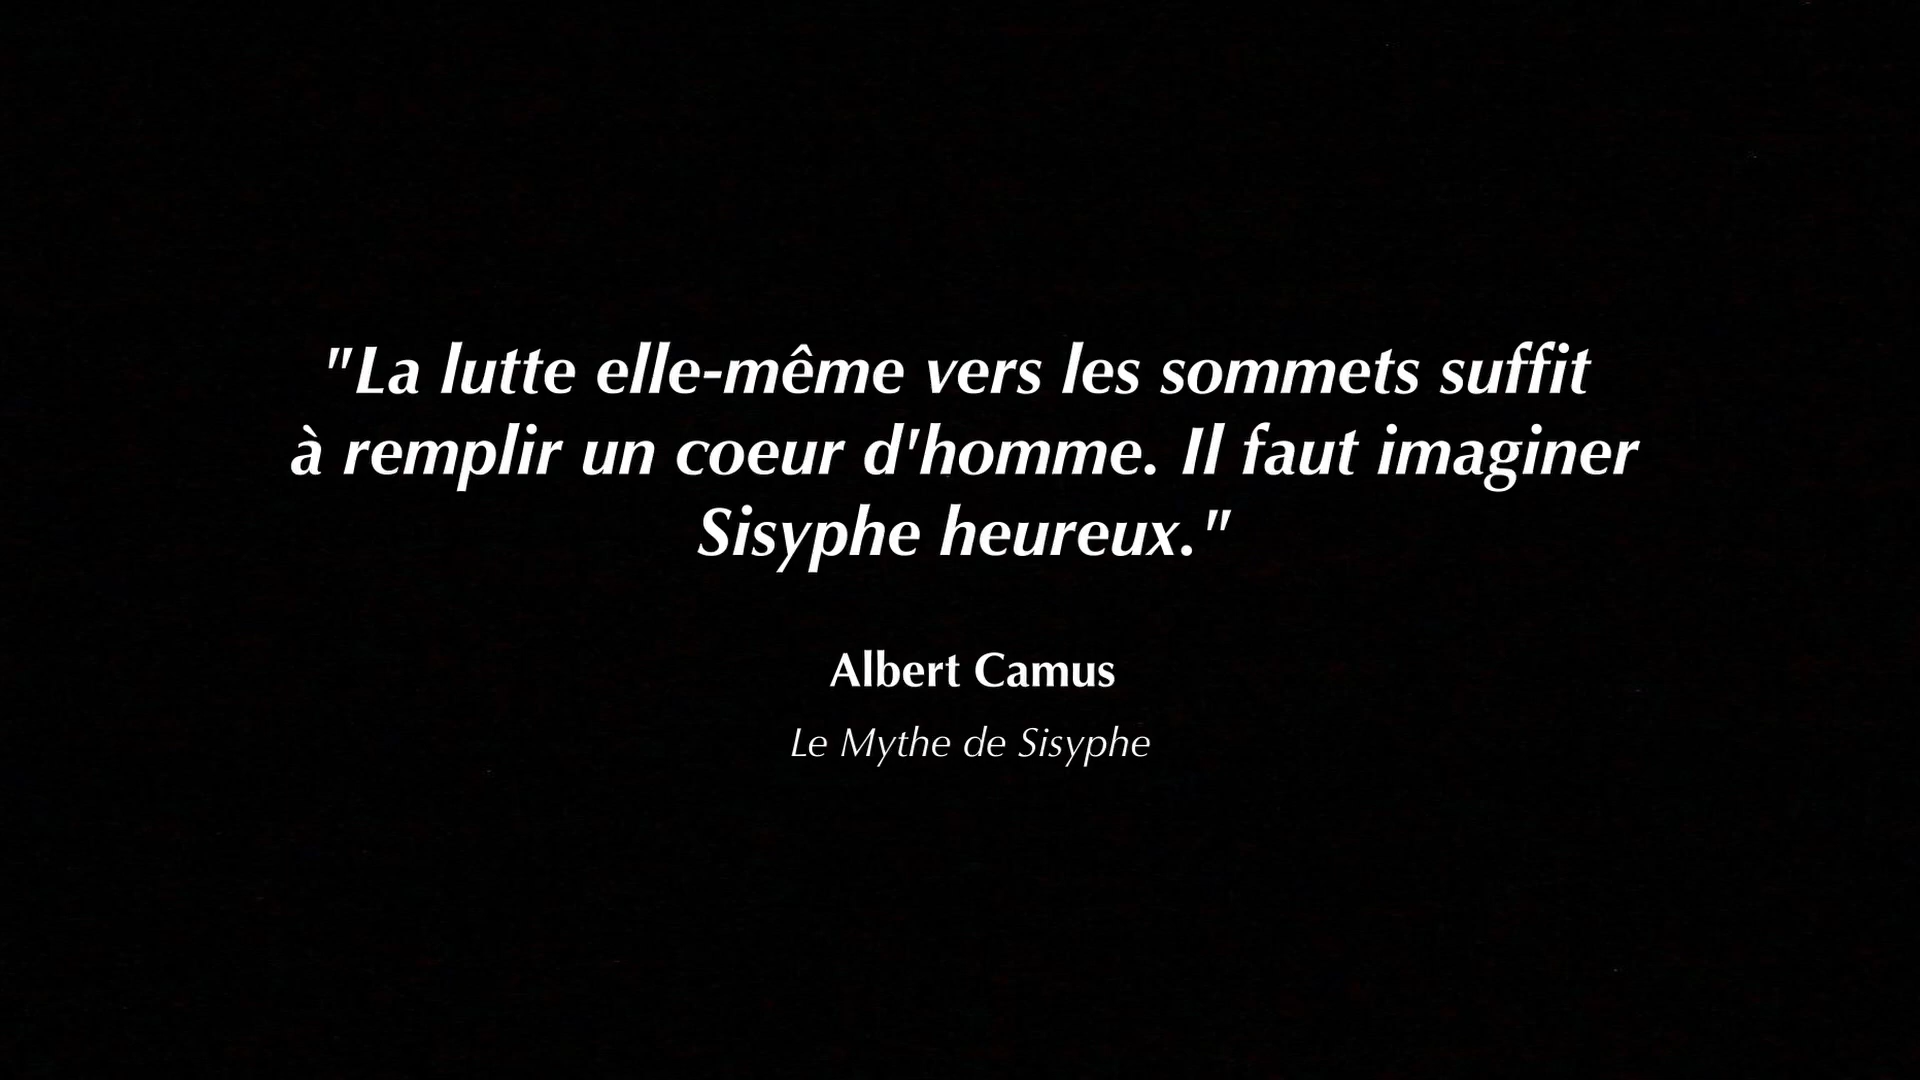 "La lutte elle-même vers les sommets suffit
à remplir un coeur d'homme. Il faut imaginer
Sisyphe heureux."
Albert Camus
Le Mythe de Sisyphe